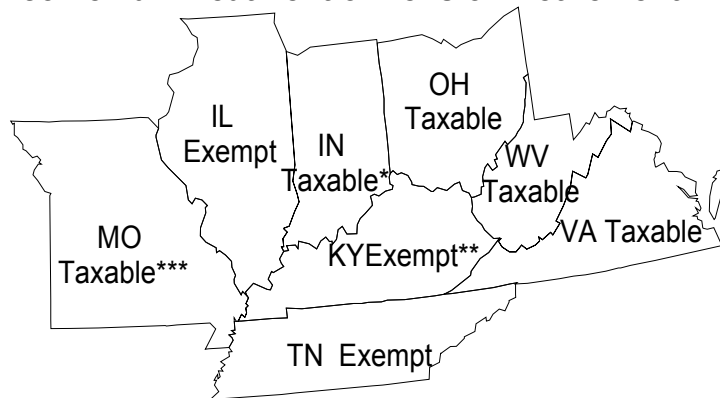 OH
Taxable
IL
Exempt
IN
Taxable*
WV
Taxable
MO
Taxable***
KYExempt**
VA Taxable
TN Exempt